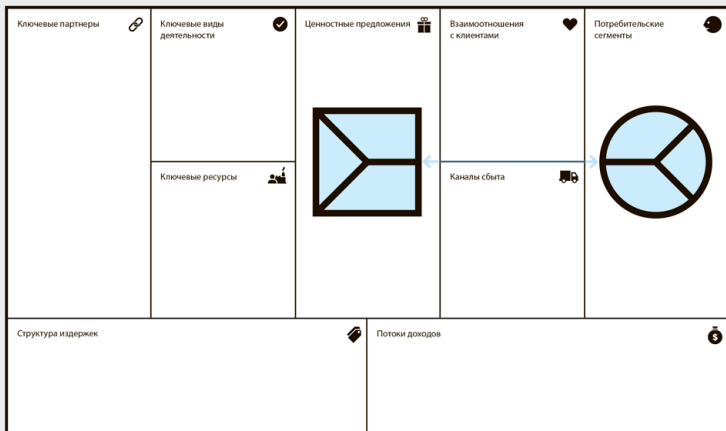 Ключевые партнеры
Ключевые виды
деятельности
Ценностные предложения
Взаимоотношения
с клиентами
Потребительские
сегменты
Ключевые ресурсы
Каналы сбыта
Структура издержек
Потоки доходов
$